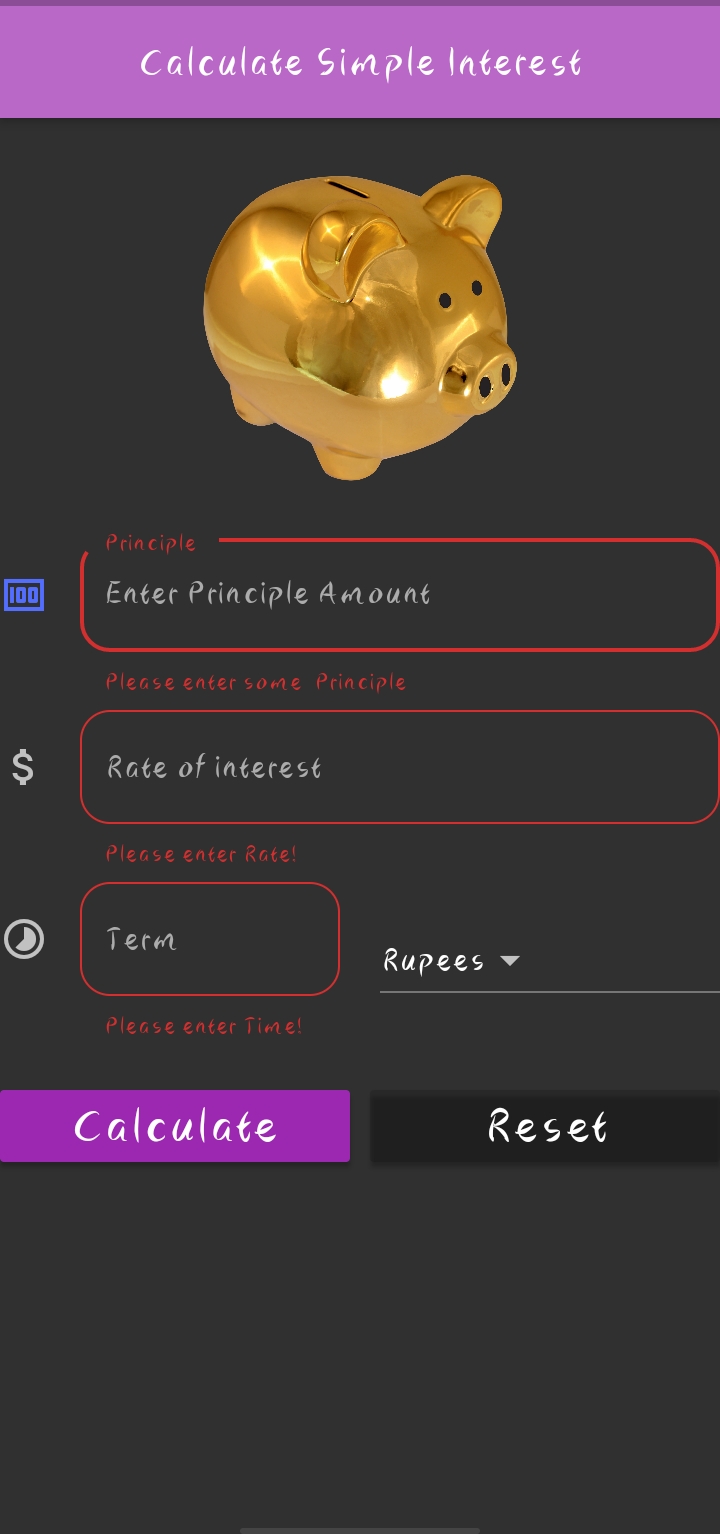 Calculate Simple Interest
Principle
100
Enter Principle Amount
Please enter some  Principle
$
Rate of interest
Please enter Rate!
Term
Rupees
Please enter Time!
Calculate
Reset